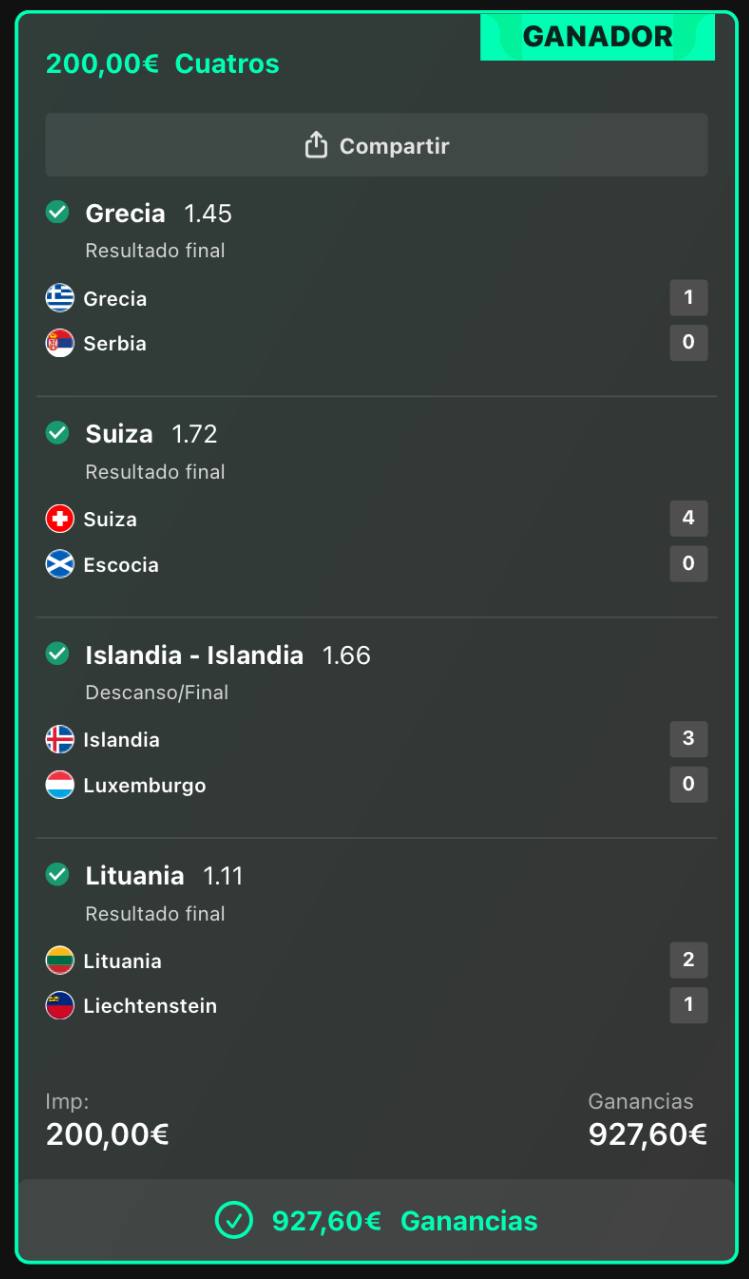 GANADOR
200,00€ Cuatros
Compartir
Grecia 1.45
Resultado final
Grecia 1
Serbia 0
Suiza 1.72
Resultado final
Suiza 4
Escocia 0
Islandia - Islandia 1.66
Descanso/Final
Islandia 3
Luxemburgo 0
Lituania 1.11
Resultado final
Lituania 2
Liechtenstein 1
Imp: Ganancias
200,00€ 927,60€
927,60€ Ganancias